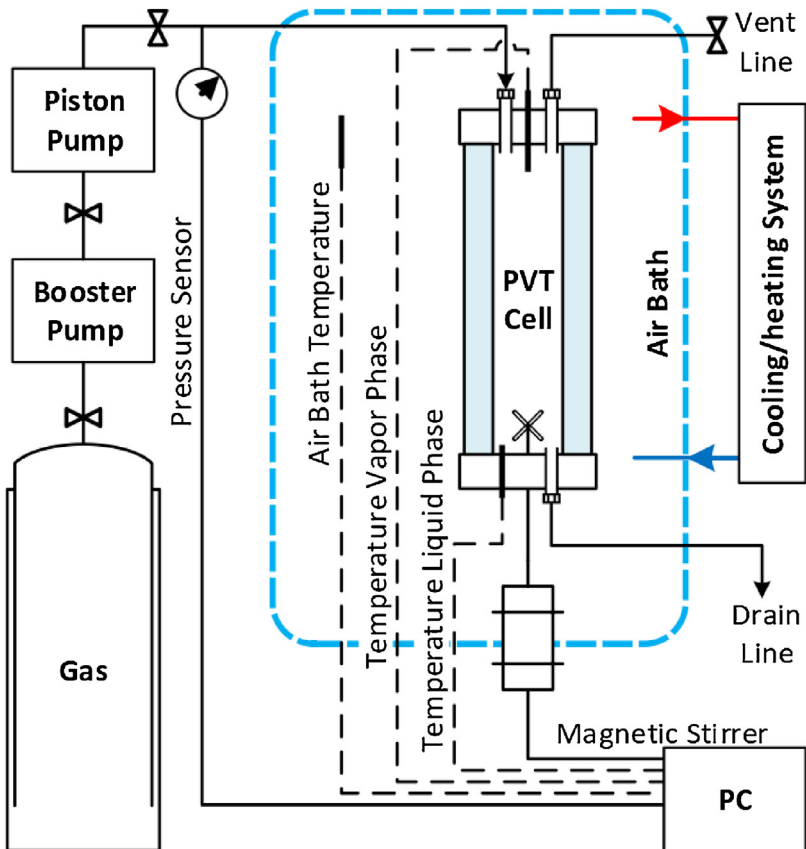 Vent
Line
Piston
Pump
Booster
Pump
Pressure Sensor
Air Bath Temperature
Temperature Vapor Phase
Temperature Liquid Phase
PVT
Cell
Air Bath
Cooling/heating System
Gas
Drain
Line
Magnetic Stirrer
PC